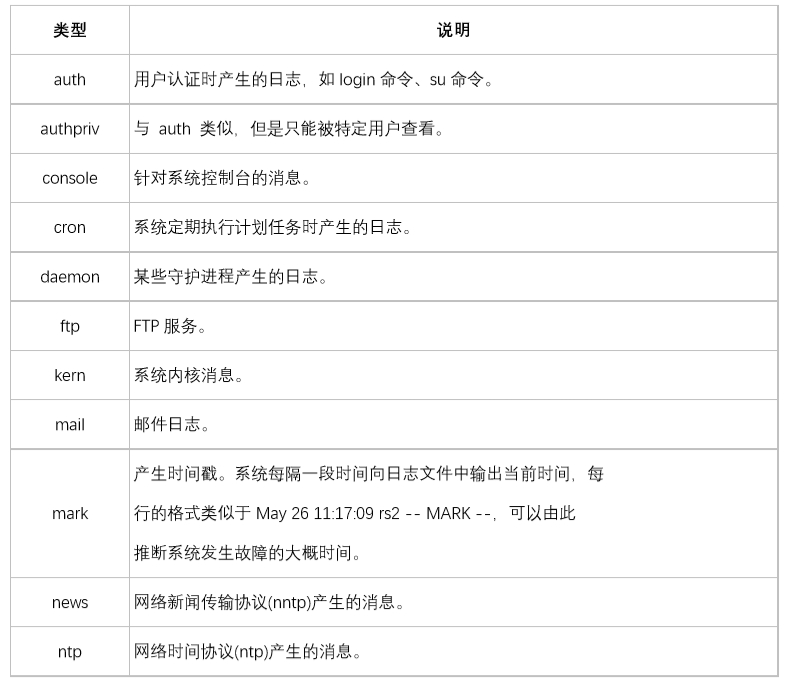 类型 说明
auth 用户认证时产生的日志，如 login 命令、su 命令。
authpriv 与 auth 类似，但是只能被特定用户查看。
console 针对系统控制台的消息。
cron 系统定期执行计划任务时产生的日志。
daemon 某些守护进程产生的日志。
ftp FTP 服务。
kern 系统内核消息。
mail 邮件日志。
产生时间戳。系统每隔一段时间向日志文件中输出当前时间，每
mark 行的格式类似于 May 26 11:17:09 rs2 -- MARK --，可以由此
推断系统发生故障的大概时间。
news 网络新闻传输协议(nntp)产生的消息。
ntp 网络时间协议(ntp)产生的消息。